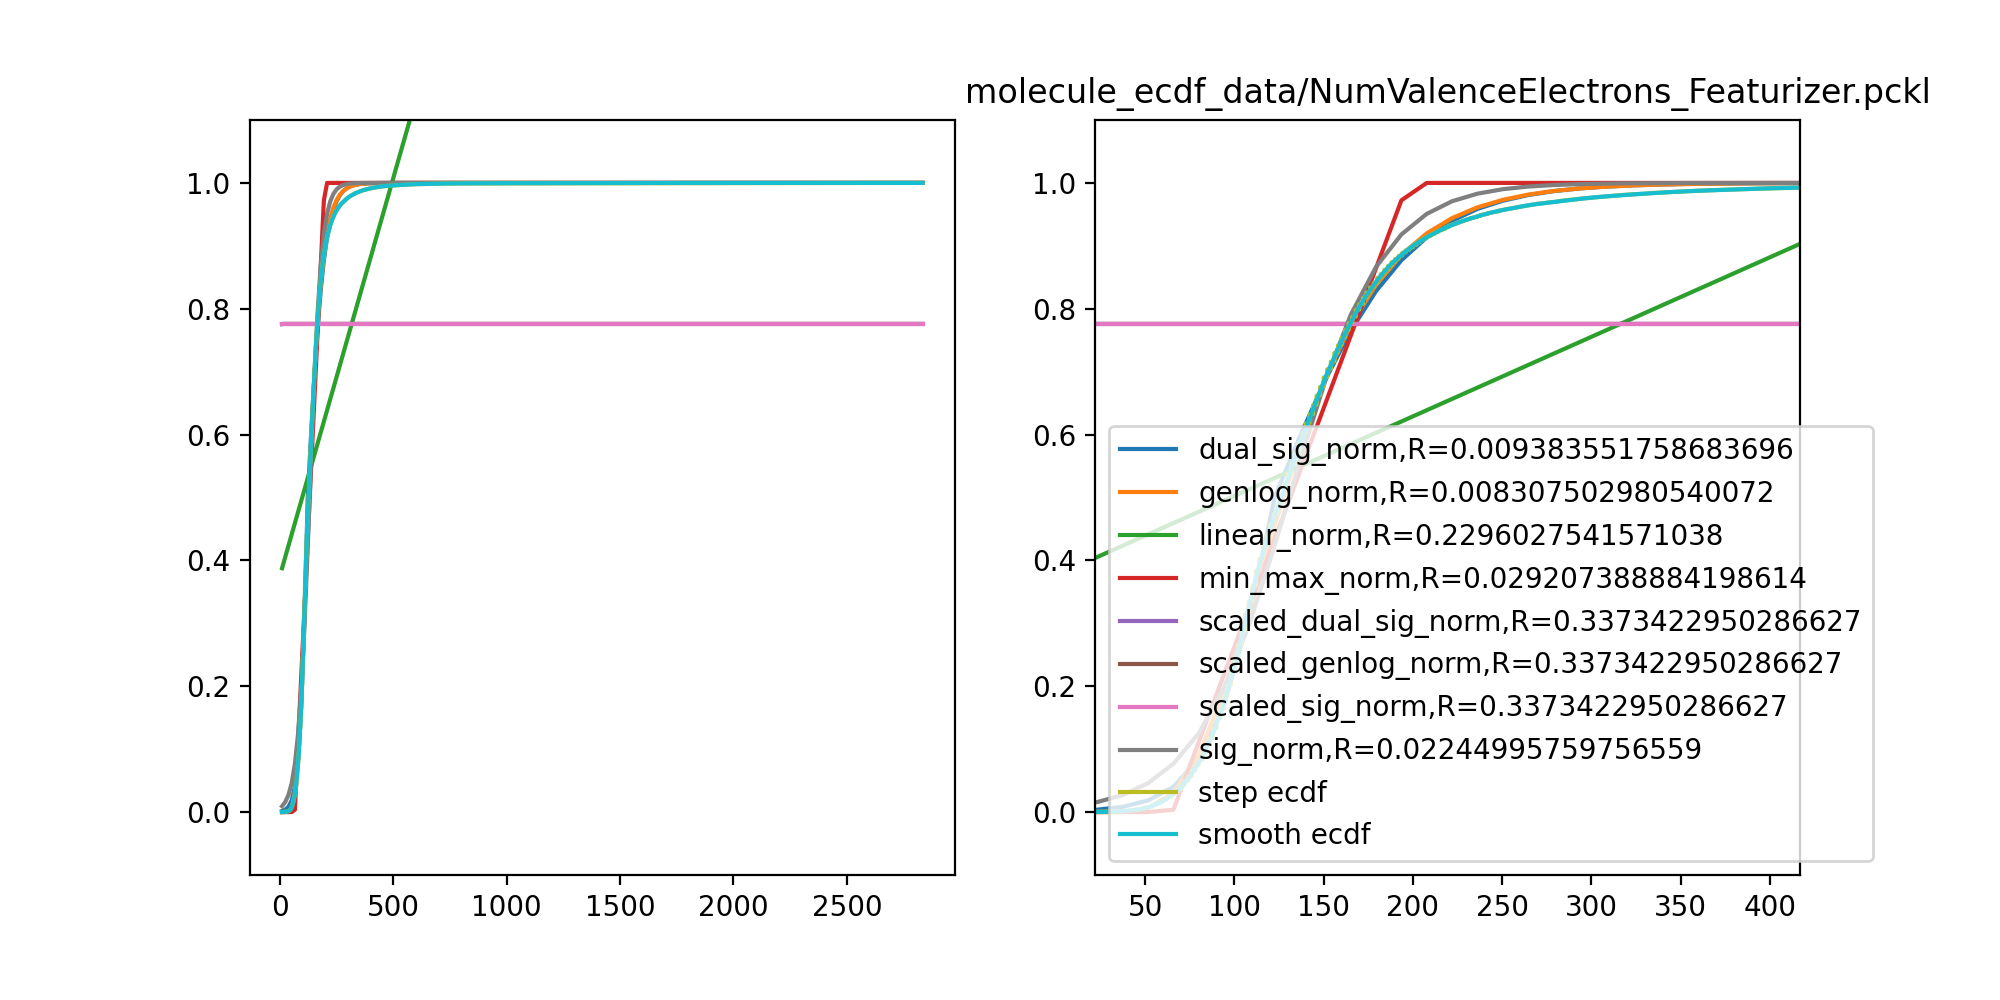 molecule_ecdf_data/NumValenceElectrons_Featurizer.pckl
1.0
0.8
0.6
0.4
0.2
0.0
0 500 1000 1500 2000 2500
1.0
0.8
0.6
0.4
0.2
0.0
50 100 150 200 250 300 350 400
dual_sig_norm,R=0.009383551758683696
genlog_norm,R=0.008307502980540072
linear_norm,R=0.2296027541571038
min_max_norm,R=0.029207388884198614
scaled_dual_sig_norm,R=0.3373422950286627
scaled_genlog_norm,R=0.3373422950286627
scaled_sig_norm,R=0.3373422950286627
sig_norm,R=0.02244995759756559
step ecdf
smooth ecdf